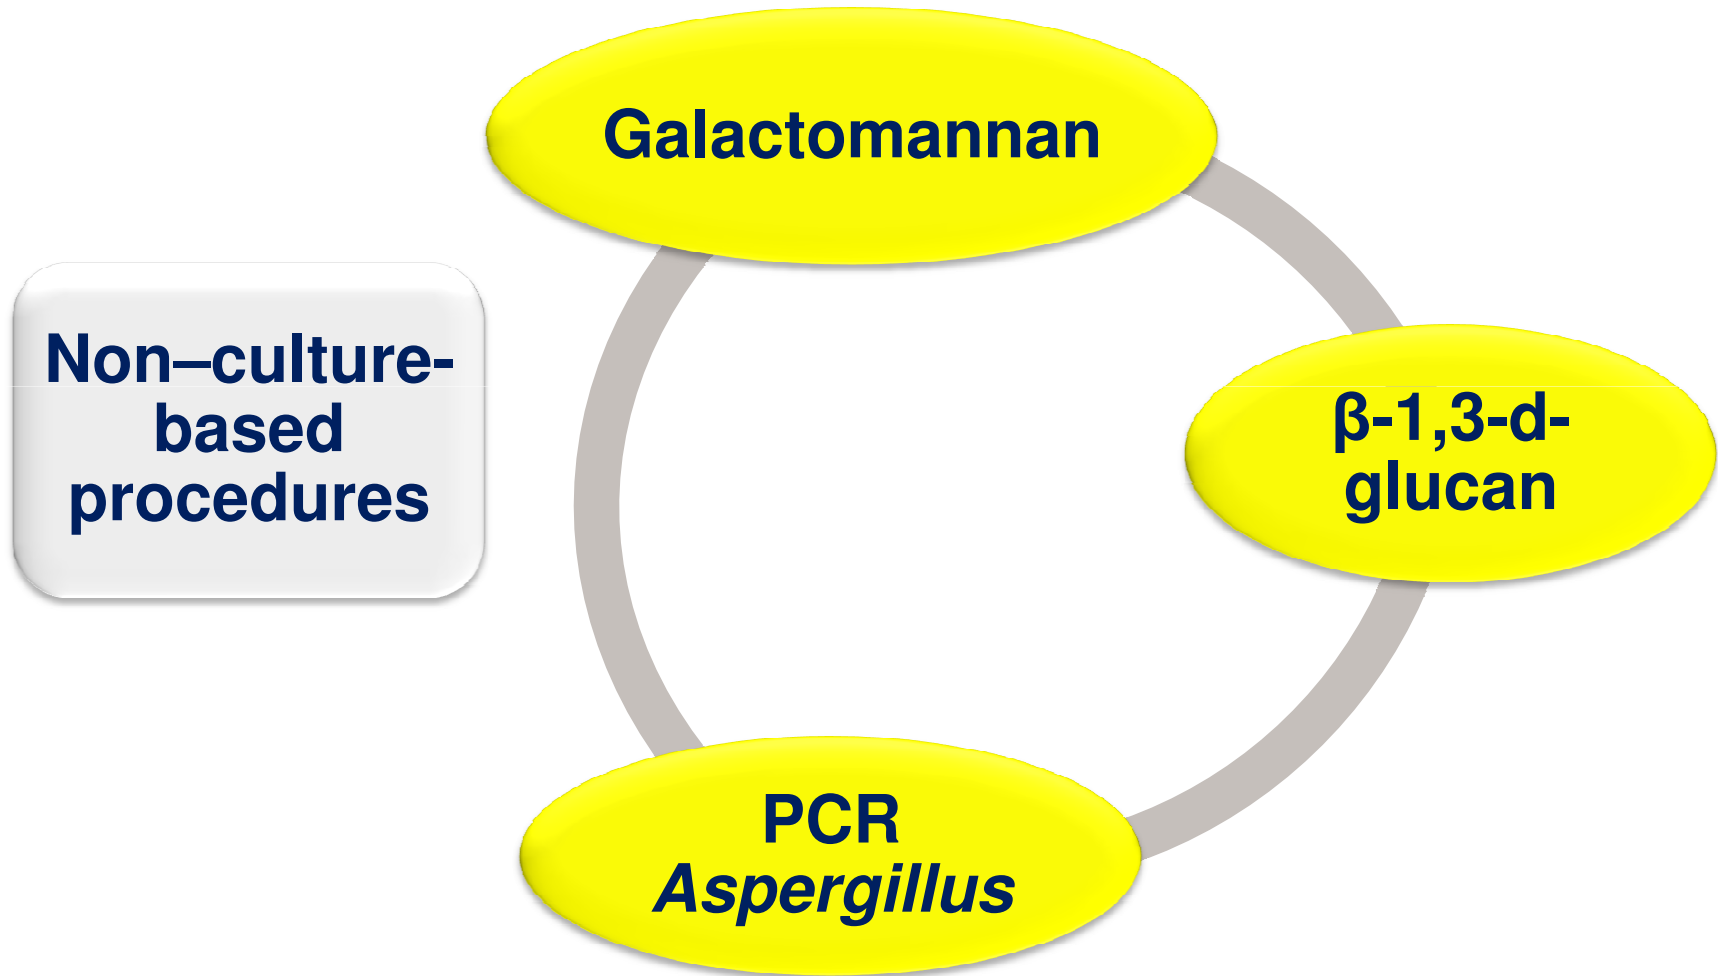 Galactomannan
Non–culture-
based
procedures
β-1,3-d-
glucan
PCR
Aspergillus